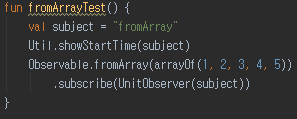 fun fromArrayTest() {
    val subject = "fromArray"
    Util.showStartTime(subject)
    Observable.fromArray(arrayOf(1, 2, 3, 4, 5))
        .subscribe(UnitObserver(subject))
}